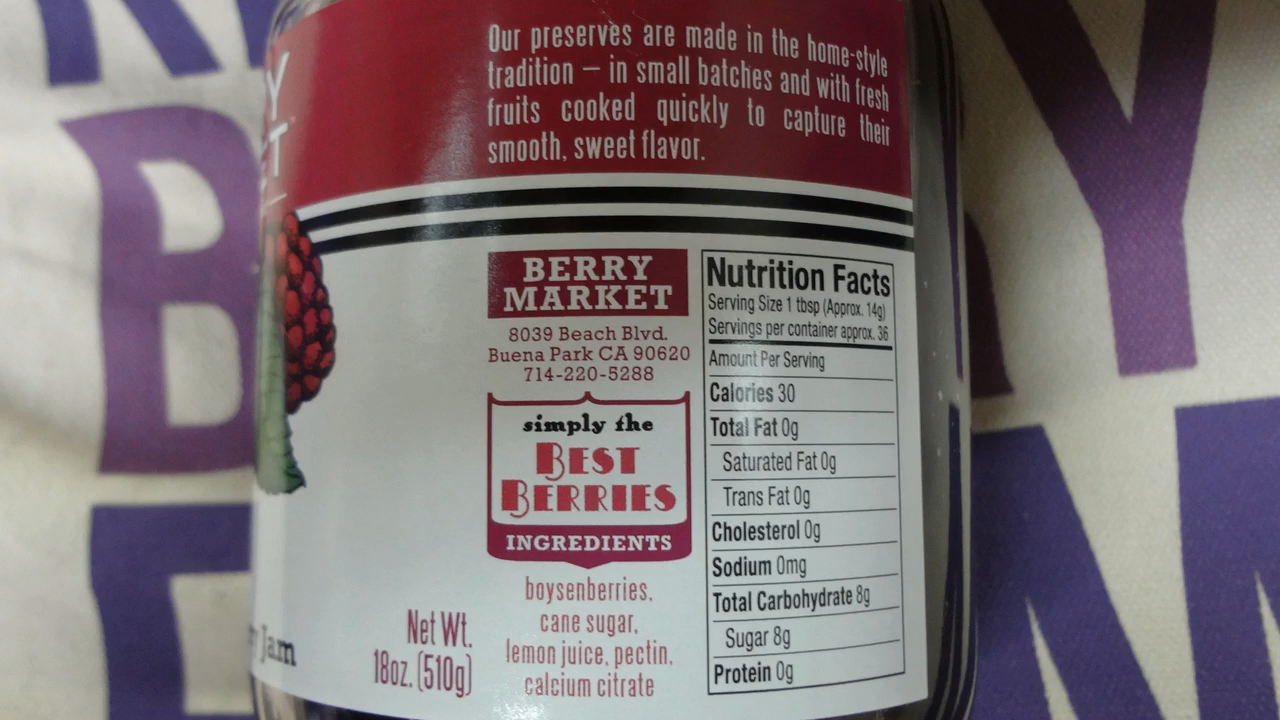 Our preserves are made in the home-style
tradition – in small batches and with fresh
fruits cooked quickly to capture their
smooth, sweet flavor.
BERRY
MARKET
8039 Beach Blvd.
Buena Park CA 90620
714-220-5288
simply the
BEST
BERRIES
INGREDIENTS
boysenberries,
cane sugar,
lemon juice, pectin,
calcium citrate
Net Wt.
18oz. (510g)
Jam
Nutrition Facts
Serving Size 1 tbsp (Approx. 14g)
Servings per container approx. 36
Amount Per Serving
Calories 30
Total Fat 0g
Saturated Fat 0g
Trans Fat 0g
Cholesterol 0g
Sodium 0mg
Total Carbohydrate 8g
Sugar 8g
Protein 0g